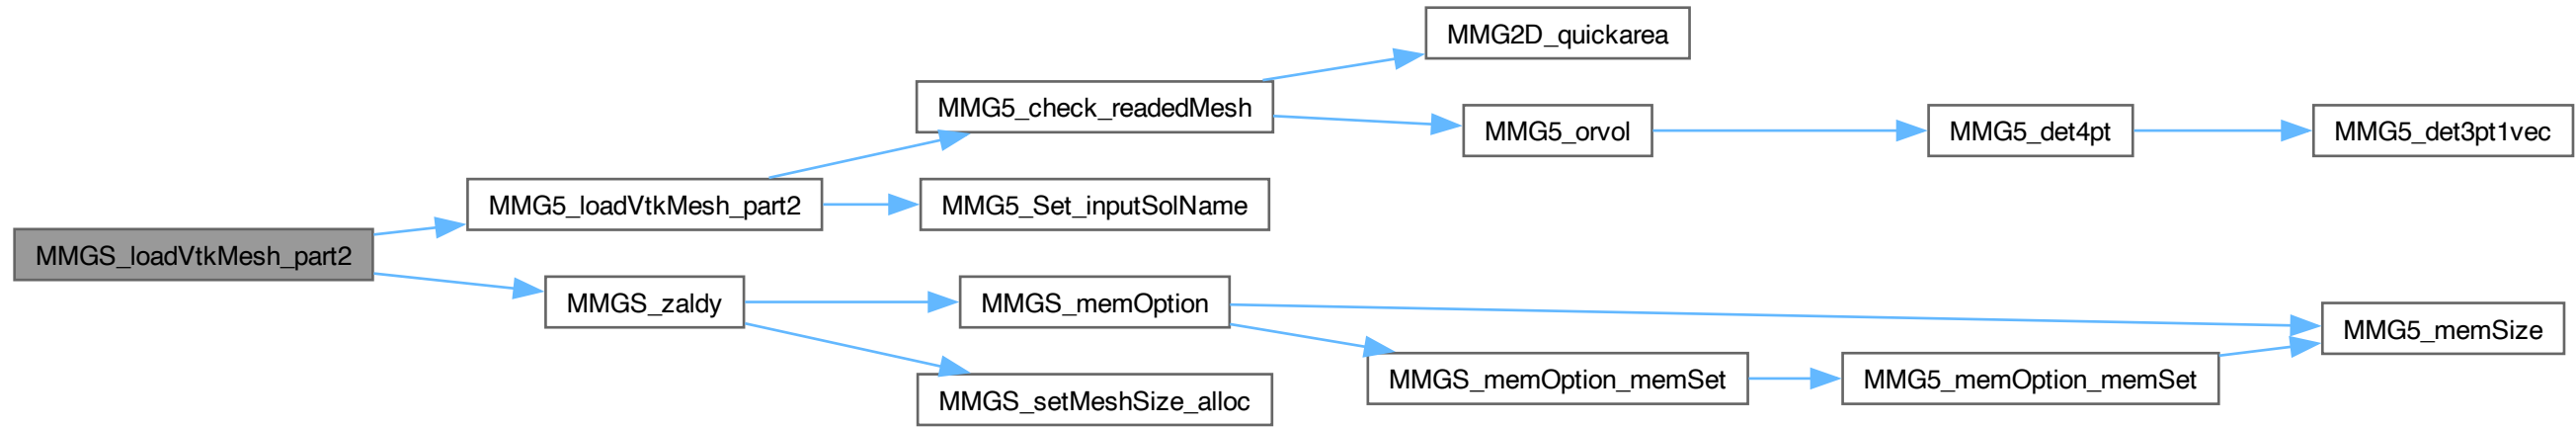 MMG2D_quickarea
MMG5_check_readedMesh
MMG5_orvol
MMG5_det4pt
MMG5_det3pt1vec
MMG5_loadVtkMesh_part2
MMG5_Set_inputSolName
MMGS_loadVtkMesh_part2
MMGS_zaldy
MMGS_memOption
MMG5_memSize
MMGS_memOption_memSet
MMG5_memOption_memSet
MMGS_setMeshSize_alloc